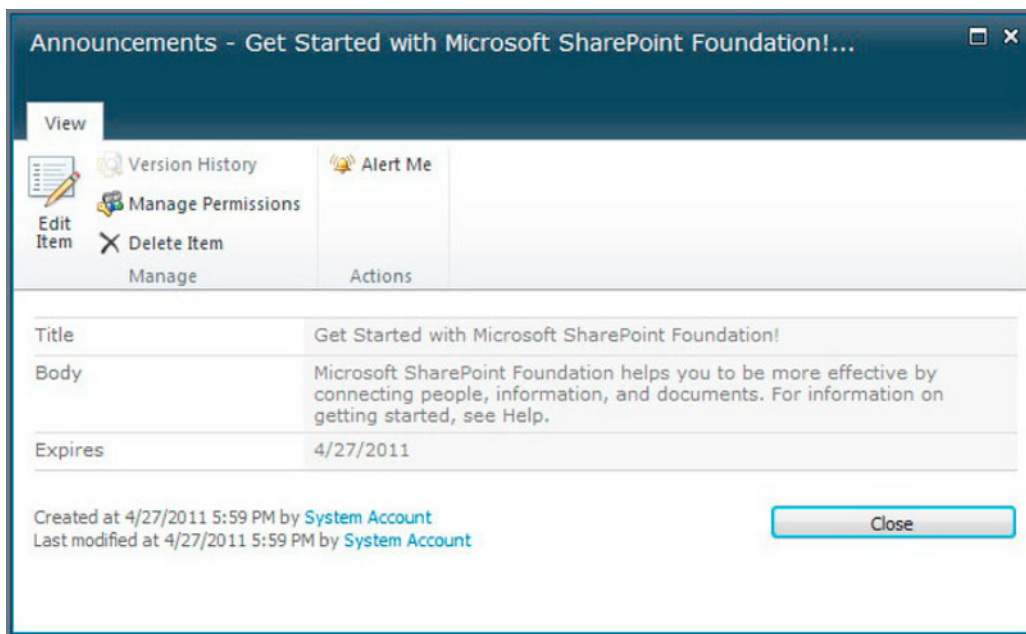 Announcements - Get Started with Microsoft SharePoint Foundation!...
View
Edit
Item
Version History
Manage Permissions
Delete Item
Manage
Alert Me
Actions
Title
Get Started with Microsoft SharePoint Foundation!
Body
Microsoft SharePoint Foundation helps you to be more effective by
connecting people, information, and documents. For information on
getting started, see Help.
Expires
4/27/2011
Created at 4/27/2011 5:59 PM by System Account
Last modified at 4/27/2011 5:59 PM by System Account
Close